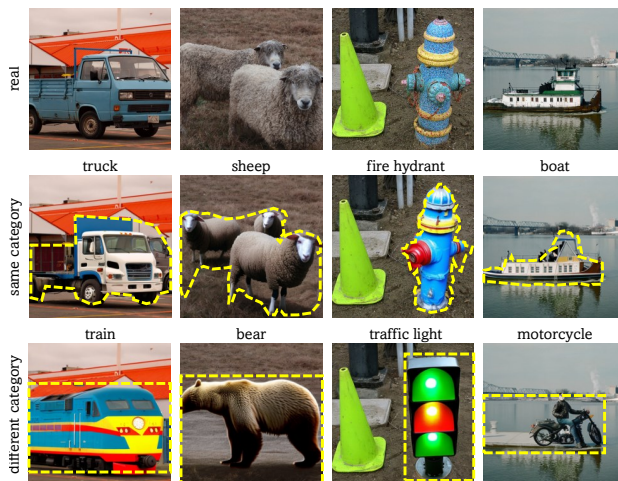 real
truck sheep fire hydrant boat
same category
train bear traffic light motorcycle
different category